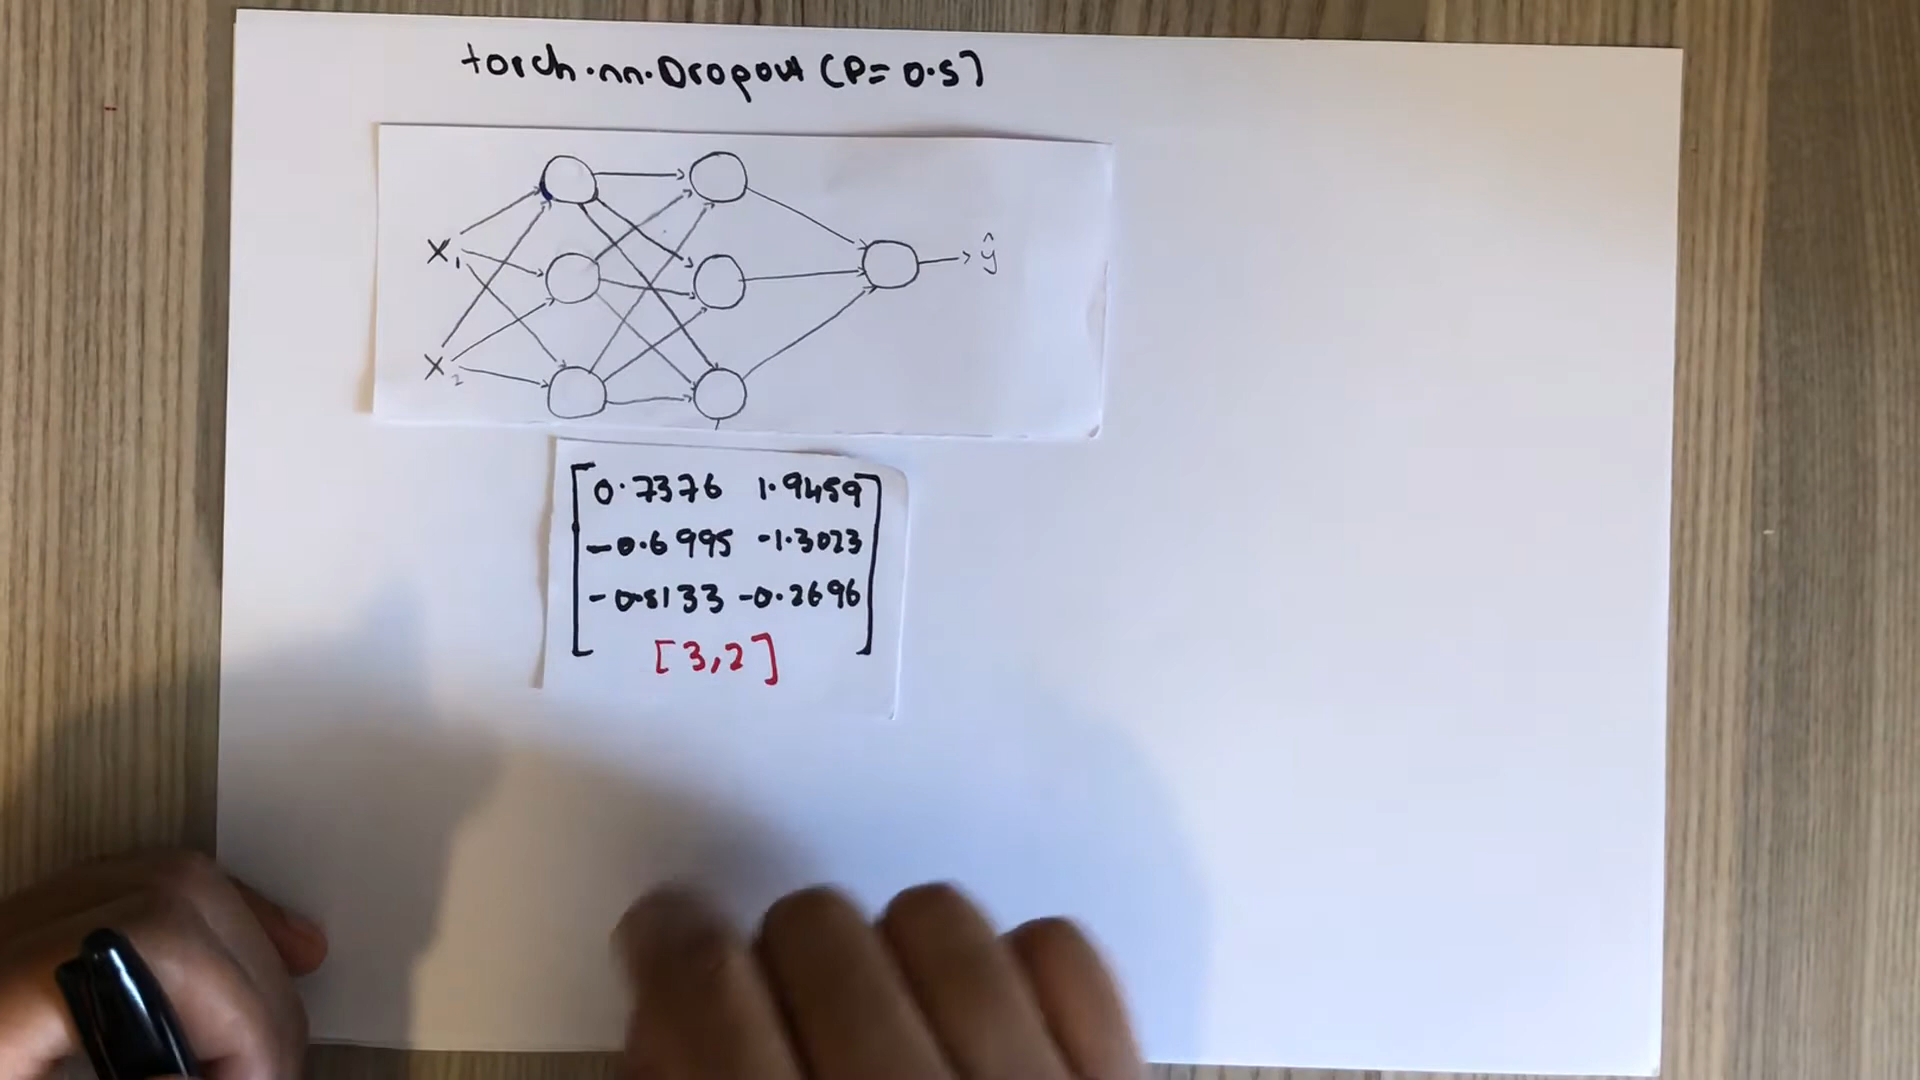 torch.nn.Dropout (P= 0.5)
X1
X2
ŷ
0.7376 1.9459
-0.6995 -1.3023
-0.8133 -0.2696
[3,2]